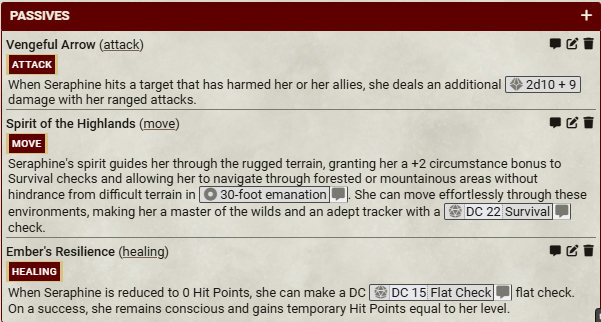 PASSIVES
Vengeful Arrow (attack)
ATTACK
When Seraphine hits a target that has harmed her or her allies, she deals an additional 2d10 + 9
damage with her ranged attacks.
Spirit of the Highlands (move)
MOVE
Seraphine's spirit guides her through the rugged terrain, granting her a +2 circumstance bonus to
Survival checks and allowing her to navigate through forested or mountainous areas without
hindrance from difficult terrain in 30-foot emanation . She can move effortlessly through these
environments, making her a master of the wilds and an adept tracker with a DC 22 Survival
check.
Ember's Resilience (healing)
HEALING
When Seraphine is reduced to 0 Hit Points, she can make a DC DC 15 Flat Check flat check.
On a success, she remains conscious and gains temporary Hit Points equal to her level.